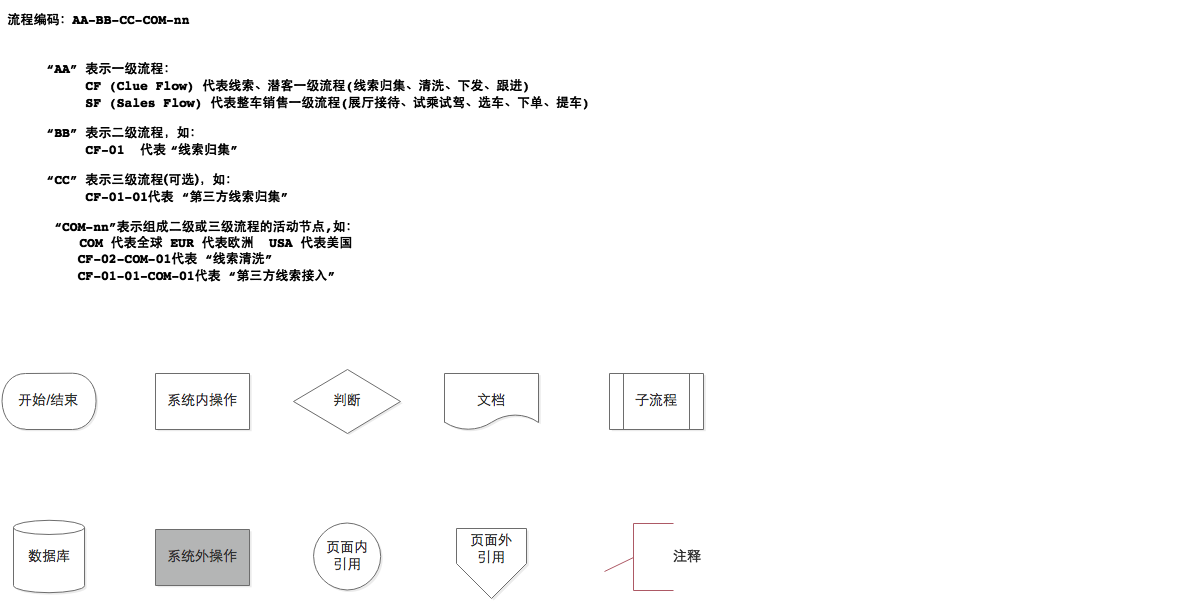 流程编码：AA-BB-CC-COM-nn
“AA” 表示一级流程：
CF (Clue Flow) 代表线索、潜客一级流程(线索归集、清洗、下发、跟进)
SF (Sales Flow) 代表整车销售一级流程(展厅接待、试乘试驾、选车、下单、提车)
“BB” 表示二级流程，如：
CF-01 代表 “线索归集”
“CC” 表示三级流程(可选)，如：
CF-01-01代表 “第三方线索归集”
“COM-nn”表示组成二级或三级流程的活动节点,如：
COM 代表全球 EUR 代表欧洲 USA 代表美国
CF-02-COM-01代表 “线索清洗”
CF-01-01-COM-01代表 “第三方线索接入”
开始/结束
系统内操作
判断
文档
子流程
数据库
系统外操作
页面内
引用
页面外
引用
注释